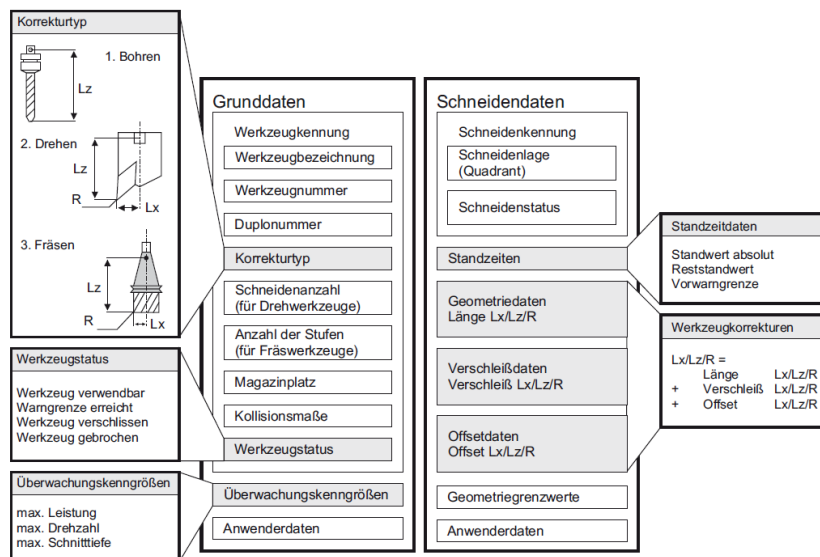 Korrekturtyp
1. Bohren
Lz
2. Drehen
Lz
R
Lx
3. Fräsen
Lz
R
Lx
Werkzeugstatus
Werkzeug verwendbar
Warngrenze erreicht
Werkzeug verschlissen
Werkzeug gebrochen
Überwachungskenngrößen
max. Leistung
max. Drehzahl
max. Schnitttiefe
Grunddaten
Werkzeugkennung
Werkzeugbezeichnung
Werkzeugnummer
Duplonummer
Korrekturtyp
Schneidenanzahl
(für Drehwerkzeuge)
Anzahl der Stufen
(für Fräswerkzeuge)
Magazinplatz
Kollisionsmaße
Werkzeugstatus
Überwachungskenngrößen
Anwenderdaten
Schneidendaten
Schneidenkennung
Schneidenlage
(Quadrant)
Schneidenstatus
Standzeiten
Geometriedaten
Länge Lx/Lz/R
Verschleißdaten
Verschleiß Lx/Lz/R
Offsetdaten
Offset Lx/Lz/R
Geometriegrenzwerte
Anwenderdaten
Standzeitdaten
Standwert absolut
Reststandwert
Vorwarngrenze
Werkzeugkorrekturen
Lx/Lz/R =
Länge Lx/Lz/R
+ Verschleiß Lx/Lz/R
+ Offset Lx/Lz/R